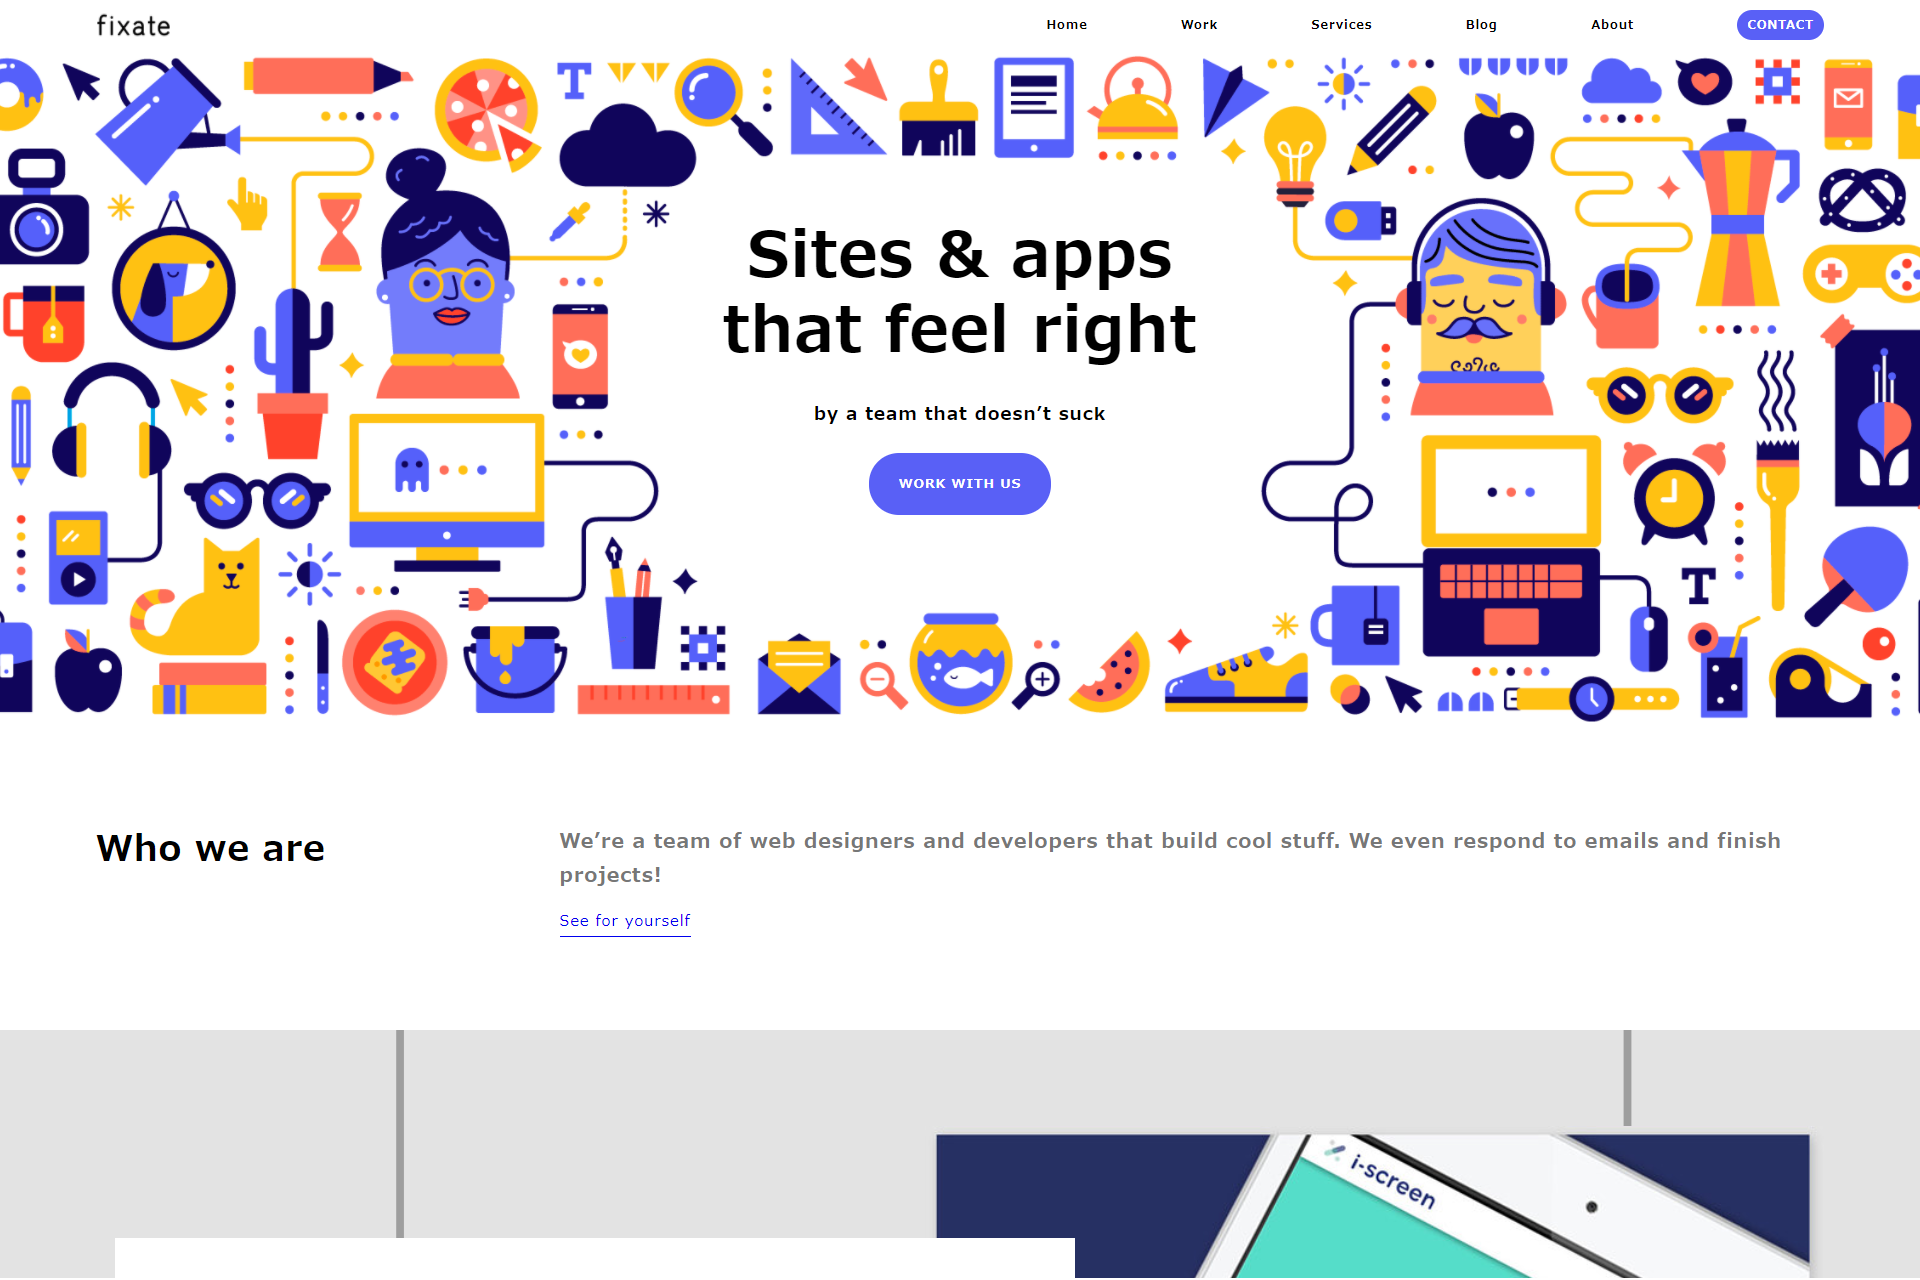 fixate
Home Work Services Blog About CONTACT
T
Sites & apps
that feel right
by a team that doesn’t suck
WORK WITH US
T
Who we are
We’re a team of web designers and developers that build cool stuff. We even respond to emails and finish
projects!
See for yourself
i-screen